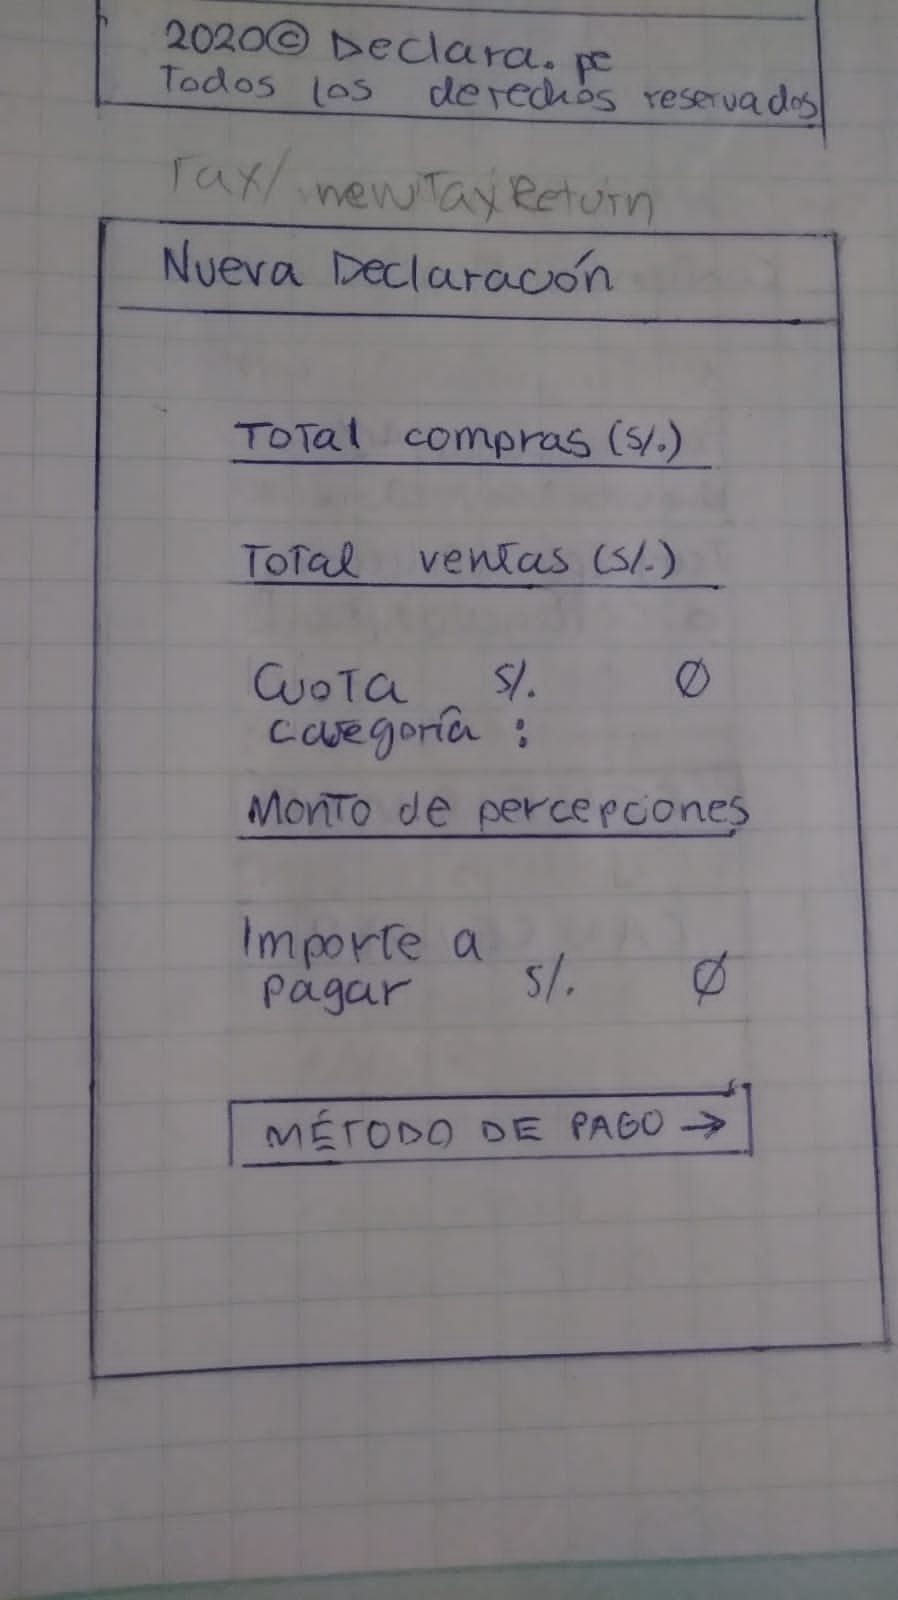 2020© Declara.pe
Todos los derechos reservados
Tax/newTaxReturn
Nueva Declaración
Total compras (S/.)
Total ventas (S/.)
Cuota S/. Ø
categoría :
Monto de percepciones
Importe a
pagar S/. Ø
MÉTODO DE PAGO →